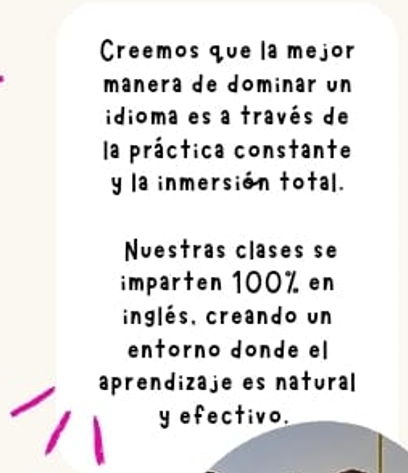 Creemos que la mejor
manera de dominar un
idioma es a través de
la práctica constante
y la inmersión total.
Nuestras clases se
imparten 100% en
inglés, creando un
entorno donde el
aprendizaje es natural
y efectivo.